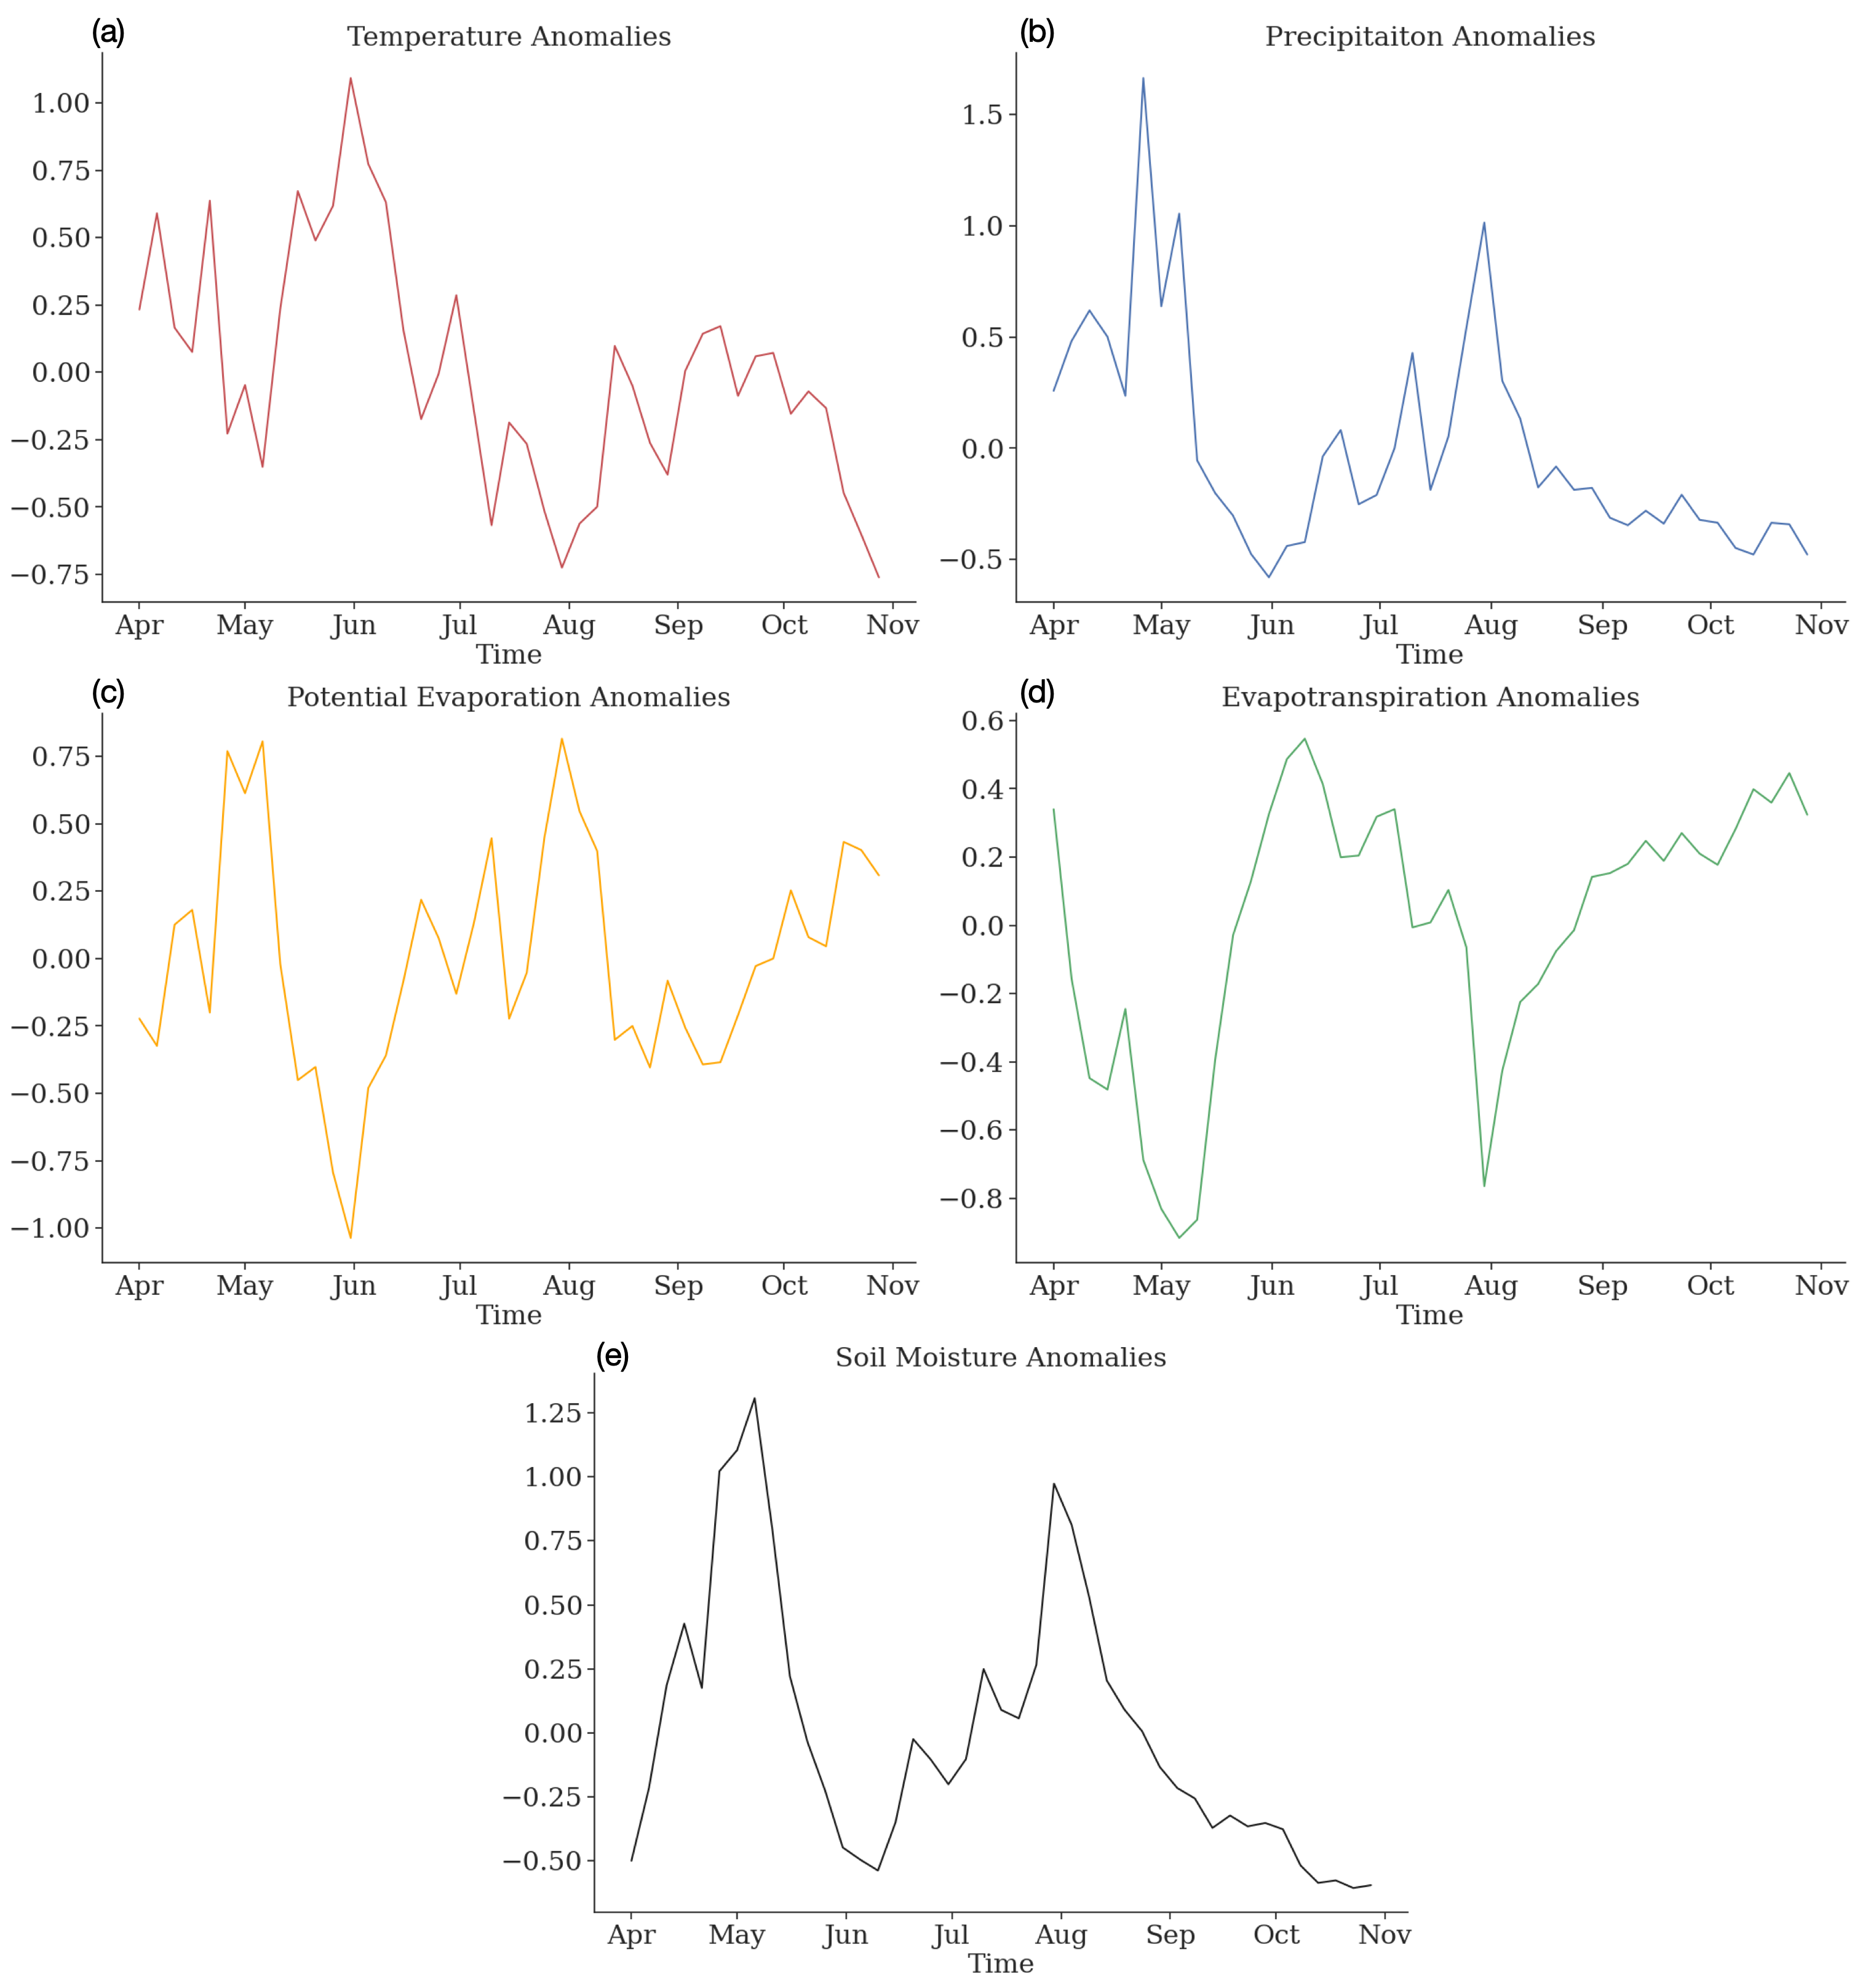 (a) Temperature Anomalies
1.00
0.75
0.50
0.25
0.00
−0.25
−0.50
−0.75
Apr May Jun Jul Aug Sep Oct Nov
Time
(b) Precipitaiton Anomalies
1.5
1.0
0.5
0.0
−0.5
Apr May Jun Jul Aug Sep Oct Nov
Time
(c) Potential Evaporation Anomalies
0.75
0.50
0.25
0.00
−0.25
−0.50
−0.75
−1.00
Apr May Jun Jul Aug Sep Oct Nov
Time
(d) Evapotranspiration Anomalies
0.6
0.4
0.2
0.0
−0.2
−0.4
−0.6
−0.8
Apr May Jun Jul Aug Sep Oct Nov
Time
(e) Soil Moisture Anomalies
1.25
1.00
0.75
0.50
0.25
0.00
−0.25
−0.50
Apr May Jun Jul Aug Sep Oct Nov
Time